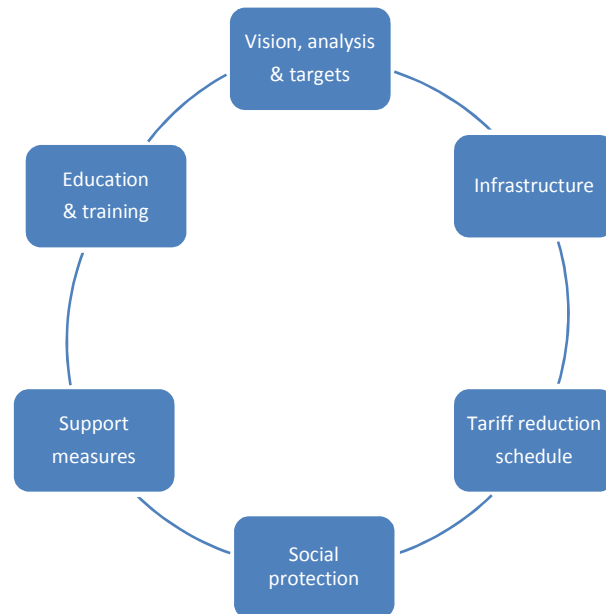 Vision, analysis
& targets
Infrastructure
Tariff reduction
schedule
Social
protection
Support
measures
Education
& training